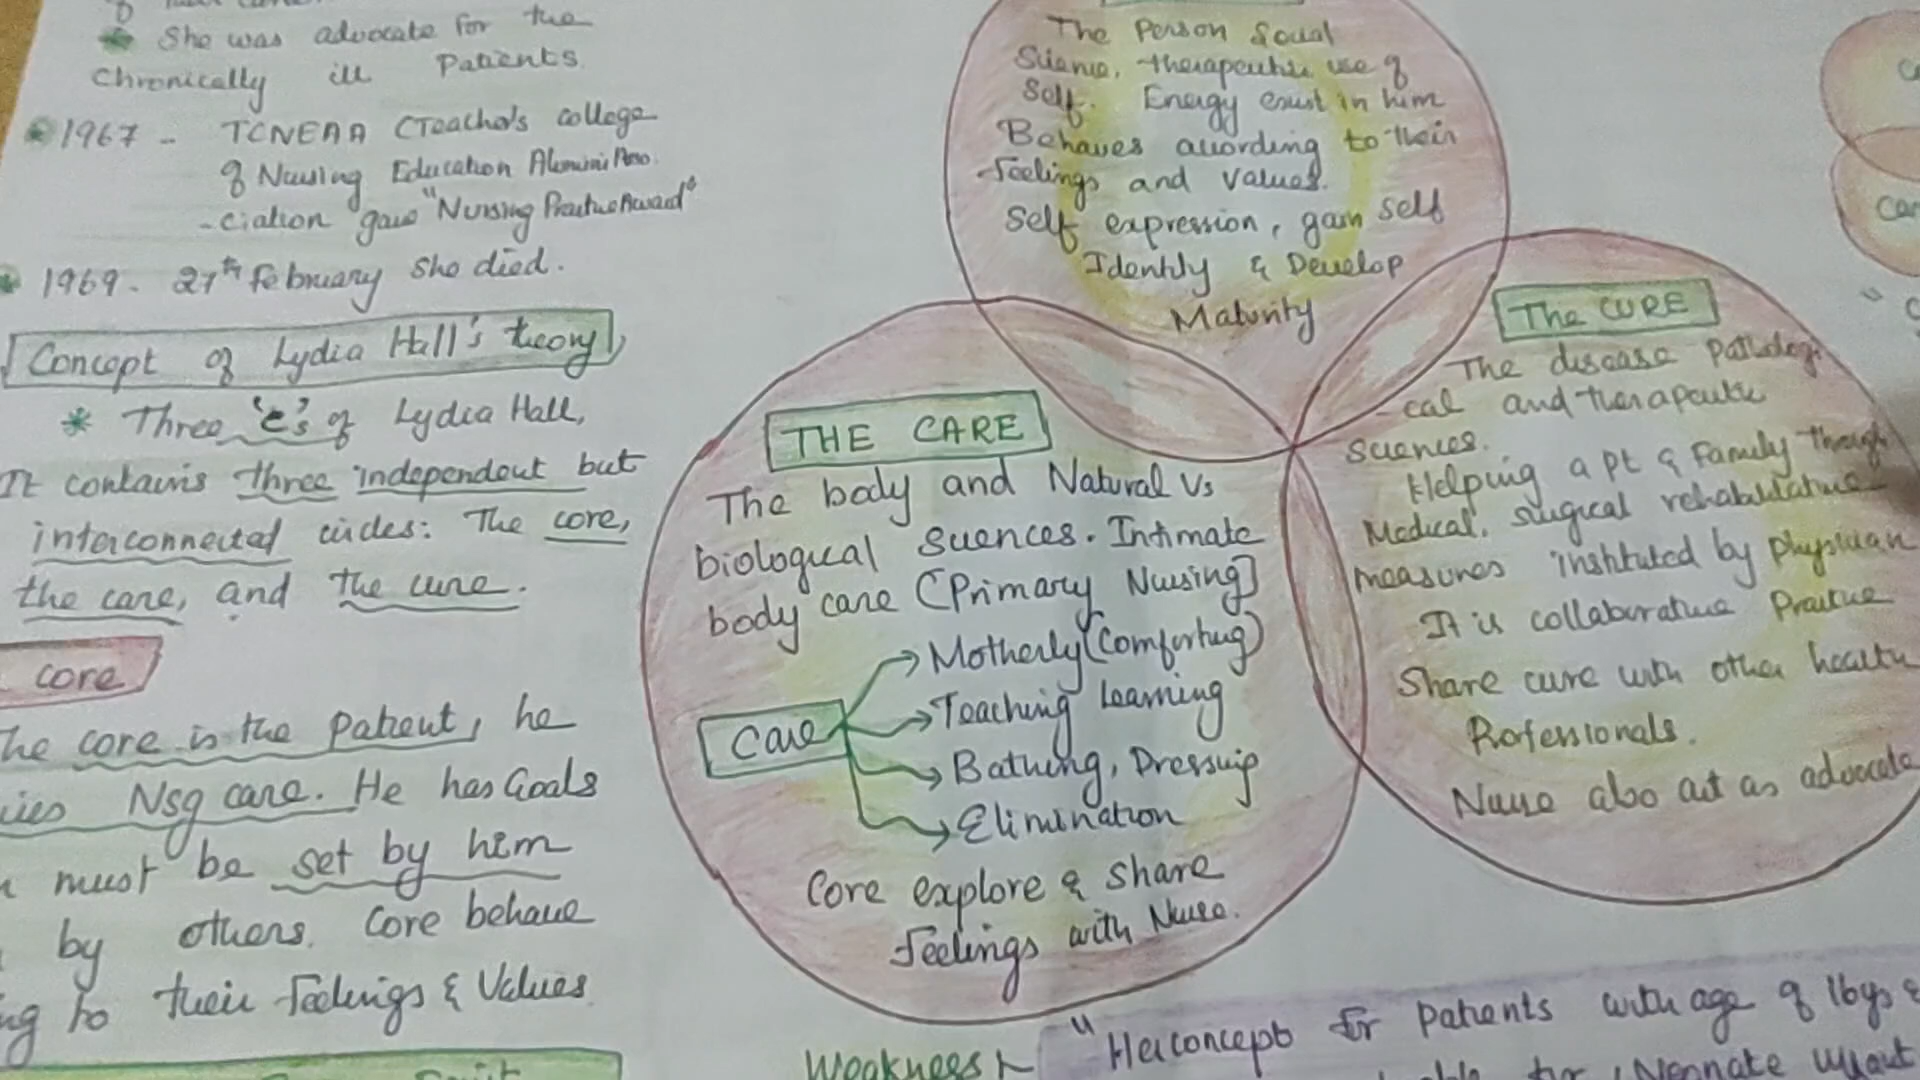 She was advocate for the
Chronically ill Patients
1967 - TCNEAA (Teacher's college
of Nursing Education Alumini Asso
-ciation gave "Nursing Practice Award"
1969 - 27th February She died.
Concept of Lydia Hall's theory
* Three 'c's of Lydia Hall,
It contains three independent but
interconnected circles: The core,
the care, and the cure.
core
The core is the Patient, he
Nsg care. He has Goals
must be set by him
by others. Core behave
to their Feelings & Values
The Person Social
Science, therapeutic use of
Self. Energy exist in him
Behaves according to their
Feelings and values.
Self expression, gain self
Identity & Develop
Maturity
THE CARE
The body and Natural Vs
biological Sciences. Intimate
body care (Primary Nursing)
Care
Motherly (Comforting)
Teaching learning
Bathing, Dressing
Elimination
Core explore & share
Feelings with Nurse.
The CURE
The disease Pathologi
-cal and therapeutic
sciences.
Helping a pt & Family through
Medical, surgical rehabilitative
measures instituted by physician
It is collaborative Practice
Share cure with other health
Professionals.
Nurse also act as advocate
Weakness
"Her concept for Patients with age of 16yrs &
Neonate